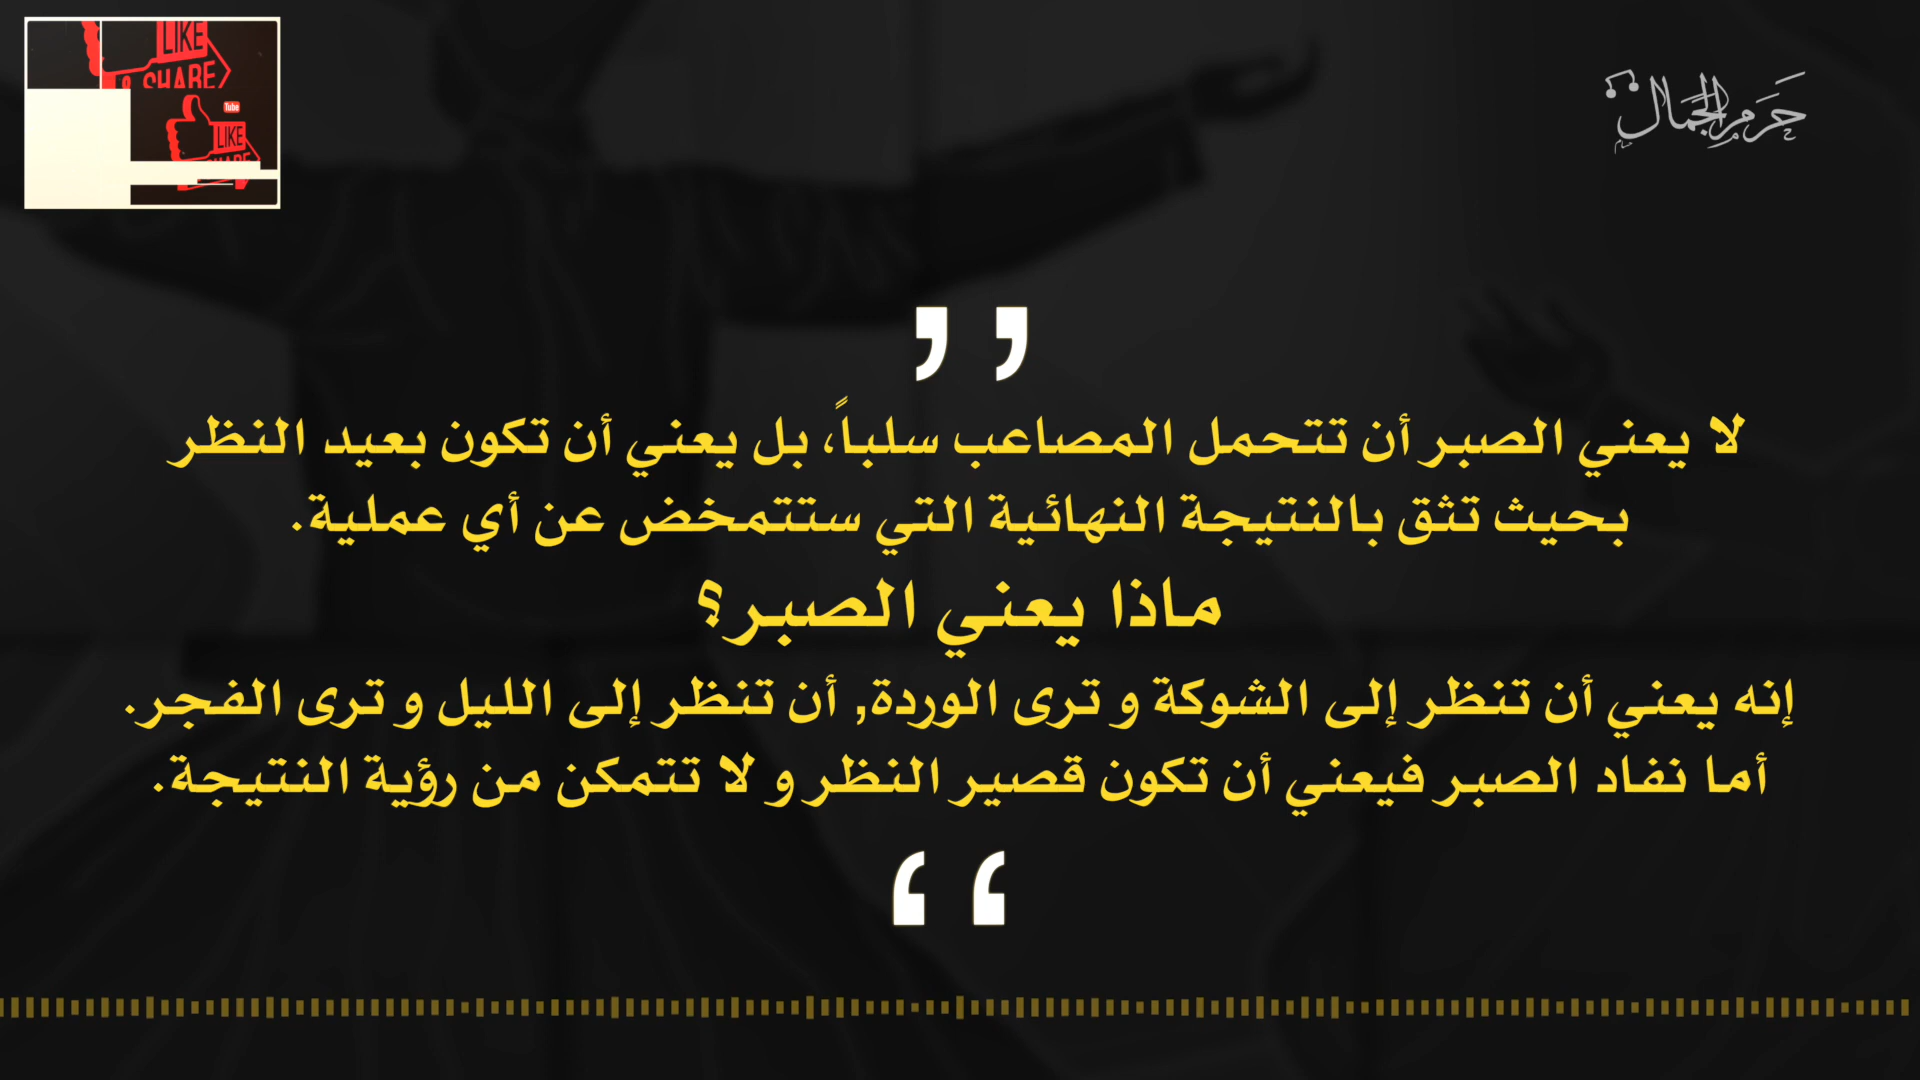 LIKE
& SHARE
Tube
LIKE
SHARE
حرم الجمال
لا يعني الصبر أن تتحمل المصاعب سلباً، بل يعني أن تكون بعيد النظر
بحيث تثق بالنتيجة النهائية التي ستتمخض عن أي عملية.
ماذا يعني الصبر؟
إنه يعني أن تنظر إلى الشوكة و ترى الوردة, أن تنظر إلى الليل و ترى الفجر.
أما نفاد الصبر فيعني أن تكون قصير النظر و لا تتمكن من رؤية النتيجة.